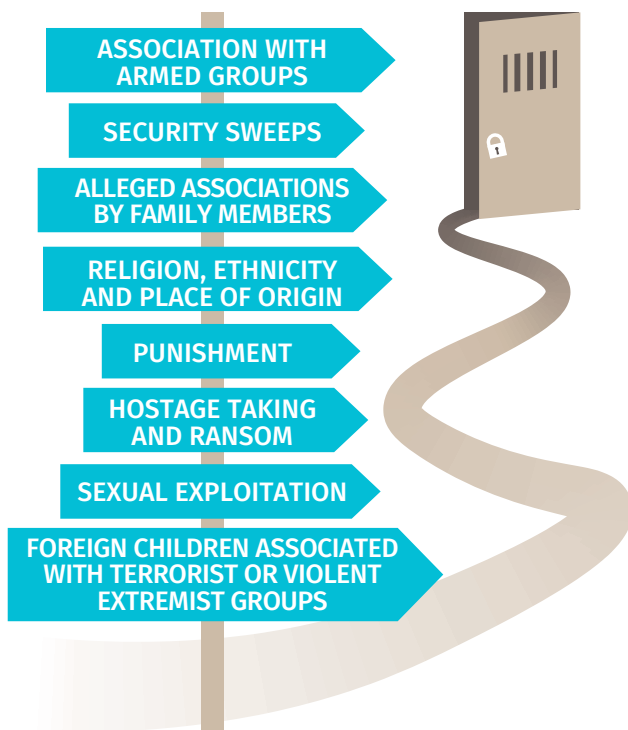 ASSOCIATION WITH
ARMED GROUPS
SECURITY SWEEPS
ALLEGED ASSOCIATIONS
BY FAMILY MEMBERS
RELIGION, ETHNICITY
AND PLACE OF ORIGIN
PUNISHMENT
HOSTAGE TAKING
AND RANSOM
SEXUAL EXPLOITATION
FOREIGN CHILDREN ASSOCIATED
WITH TERRORIST OR VIOLENT
EXTREMIST GROUPS